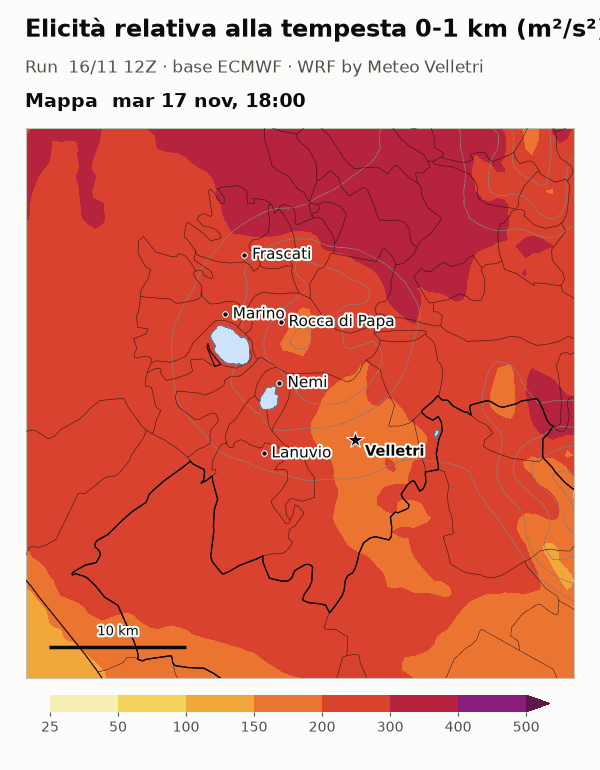 Elicità relativa alla tempesta 0-1 km (m²/s²)
Run 16/11 12Z · base ECMWF · WRF by Meteo Velletri
Mappa mar 17 nov, 18:00
Frascati
Marino
Rocca di Papa
Nemi
Velletri
Lanuvio
10 km
25 50 100 150 200 300 400 500